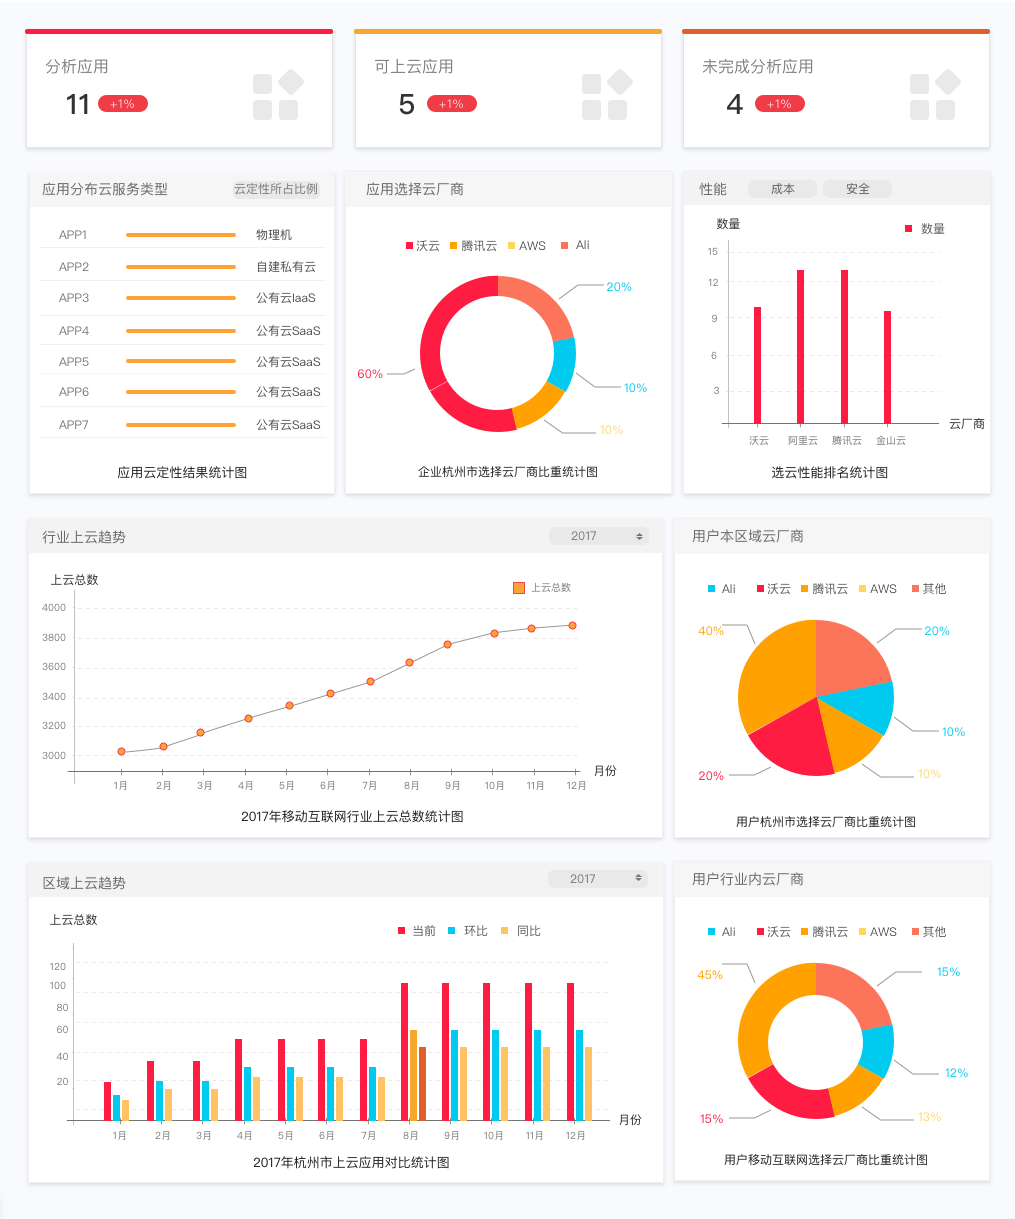 分析应用
11 +1%
可上云应用
5 +1%
未完成分析应用
4 +1%
应用分布云服务类型 云定性所占比例
APP1 物理机
APP2 自建私有云
APP3 公有云IaaS
APP4 公有云SaaS
APP5 公有云SaaS
APP6 公有云SaaS
APP7 公有云SaaS
应用云定性结果统计图
应用选择云厂商
沃云 腾讯云 AWS Ali
20%
60%
10%
10%
企业杭州市选择云厂商比重统计图
性能 成本 安全
数量
数量
15
12
9
6
3
云厂商
沃云 阿里云 腾讯云 金山云
选云性能排名统计图
行业上云趋势 2017
上云总数
上云总数
4000
3800
3600
3400
3200
3000
月份
1月 2月 3月 4月 5月 6月 7月 8月 9月 10月 11月 12月
2017年移动互联网行业上云总数统计图
用户本区域云厂商
Ali 沃云 腾讯云 AWS 其他
40% 20%
10%
20% 10%
用户杭州市选择云厂商比重统计图
区域上云趋势 2017
上云总数
当前 环比 同比
120
100
80
60
40
20
月份
1月 2月 3月 4月 5月 6月 7月 8月 9月 10月 11月 12月
2017年杭州市上云应用对比统计图
用户行业内云厂商
Ali 沃云 腾讯云 AWS 其他
45% 15%
12%
15% 13%
用户移动互联网选择云厂商比重统计图